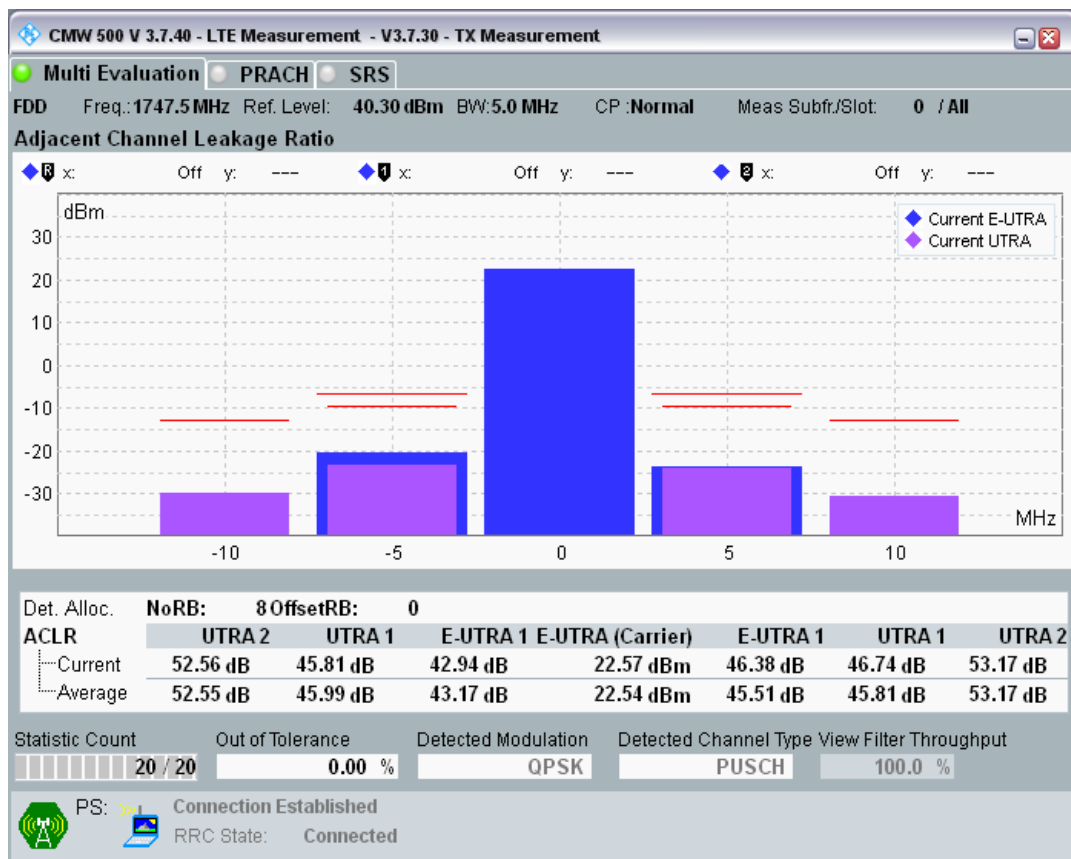 CMW 500 V 3.7.40 - LTE Measurement - V3.7.30 - TX Measurement
Multi Evaluation PRACH SRS
FDD Freq.:1747.5 MHz Ref. Level: 40.30 dBm BW:5.0 MHz CP :Normal Meas Subfr./Slot: 0 / All
Adjacent Channel Leakage Ratio
R x: Off y: --- 1 x: Off y: --- 2 x: Off y: ---
dBm
Current E-UTRA
Current UTRA
30
20
10
0
-10
-20
-30
MHz
-10 -5 0 5 10
Det. Alloc. NoRB: 8 OffsetRB: 0
ACLR UTRA 2 UTRA 1 E-UTRA 1 E-UTRA (Carrier) E-UTRA 1 UTRA 1 UTRA 2
Current 52.56 dB 45.81 dB 42.94 dB 22.57 dBm 46.38 dB 46.74 dB 53.17 dB
Average 52.55 dB 45.99 dB 43.17 dB 22.54 dBm 45.51 dB 45.81 dB 53.17 dB
Statistic Count Out of Tolerance Detected Modulation Detected Channel Type View Filter Throughput
20 / 20 0.00 % QPSK PUSCH 100.0 %
PS: Connection Established
RRC State: Connected